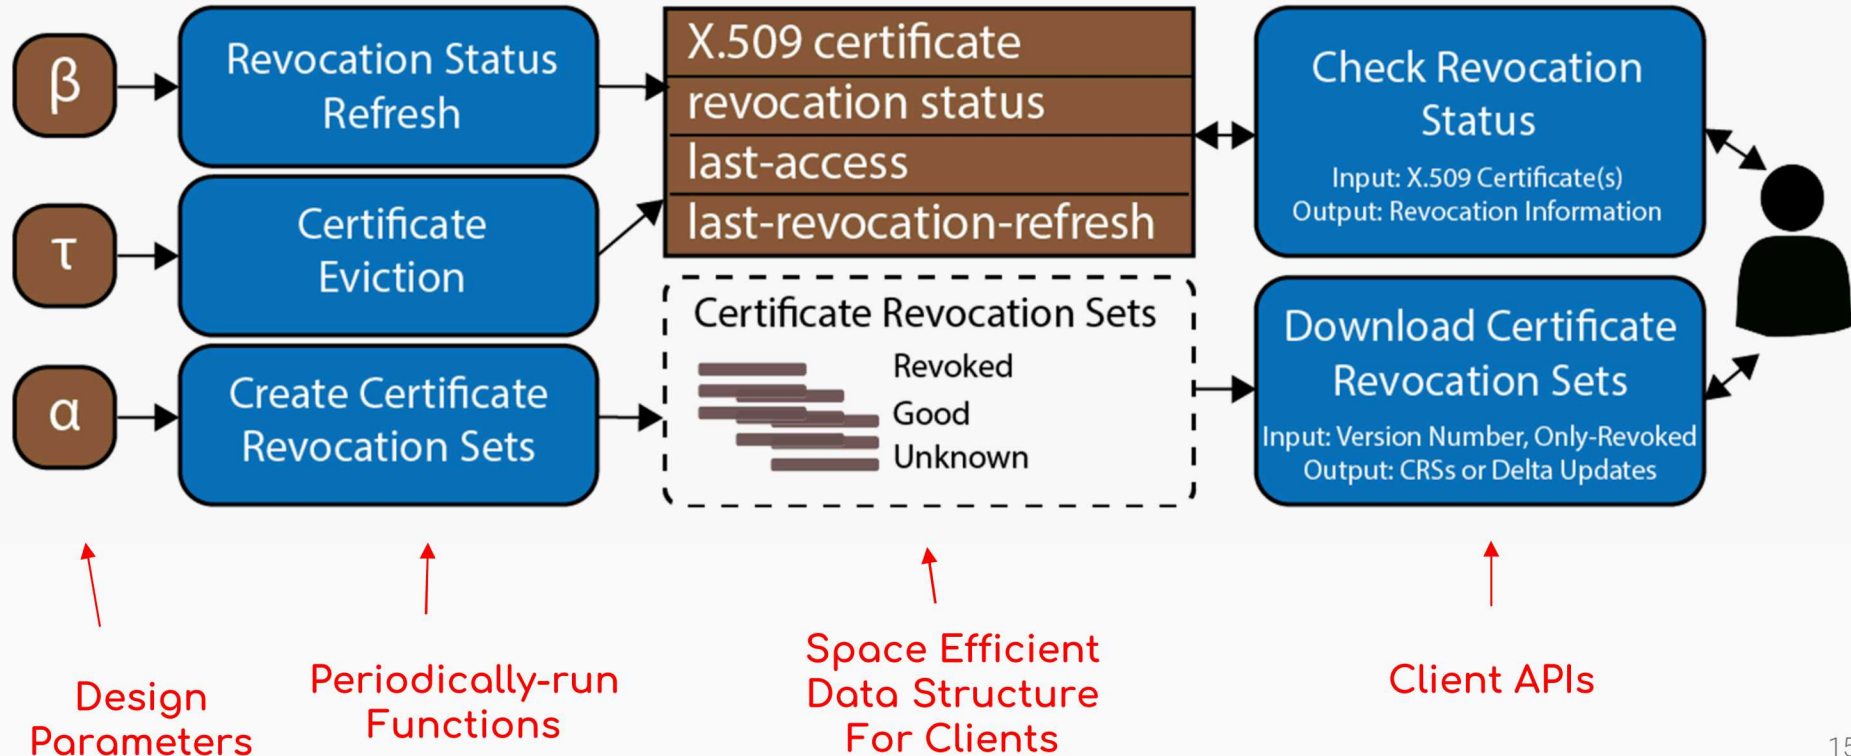 β
Revocation Status
Refresh
τ
Certificate
Eviction
α
Create Certificate
Revocation Sets
X.509 certificate
revocation status
last-access
last-revocation-refresh
Certificate Revocation Sets
Revoked
Good
Unknown
Check Revocation
Status
Input: X.509 Certificate(s)
Output: Revocation Information
Download Certificate
Revocation Sets
Input: Version Number, Only-Revoked
Output: CRSs or Delta Updates
Design
Parameters
Periodically-run
Functions
Space Efficient
Data Structure
For Clients
Client APIs
15